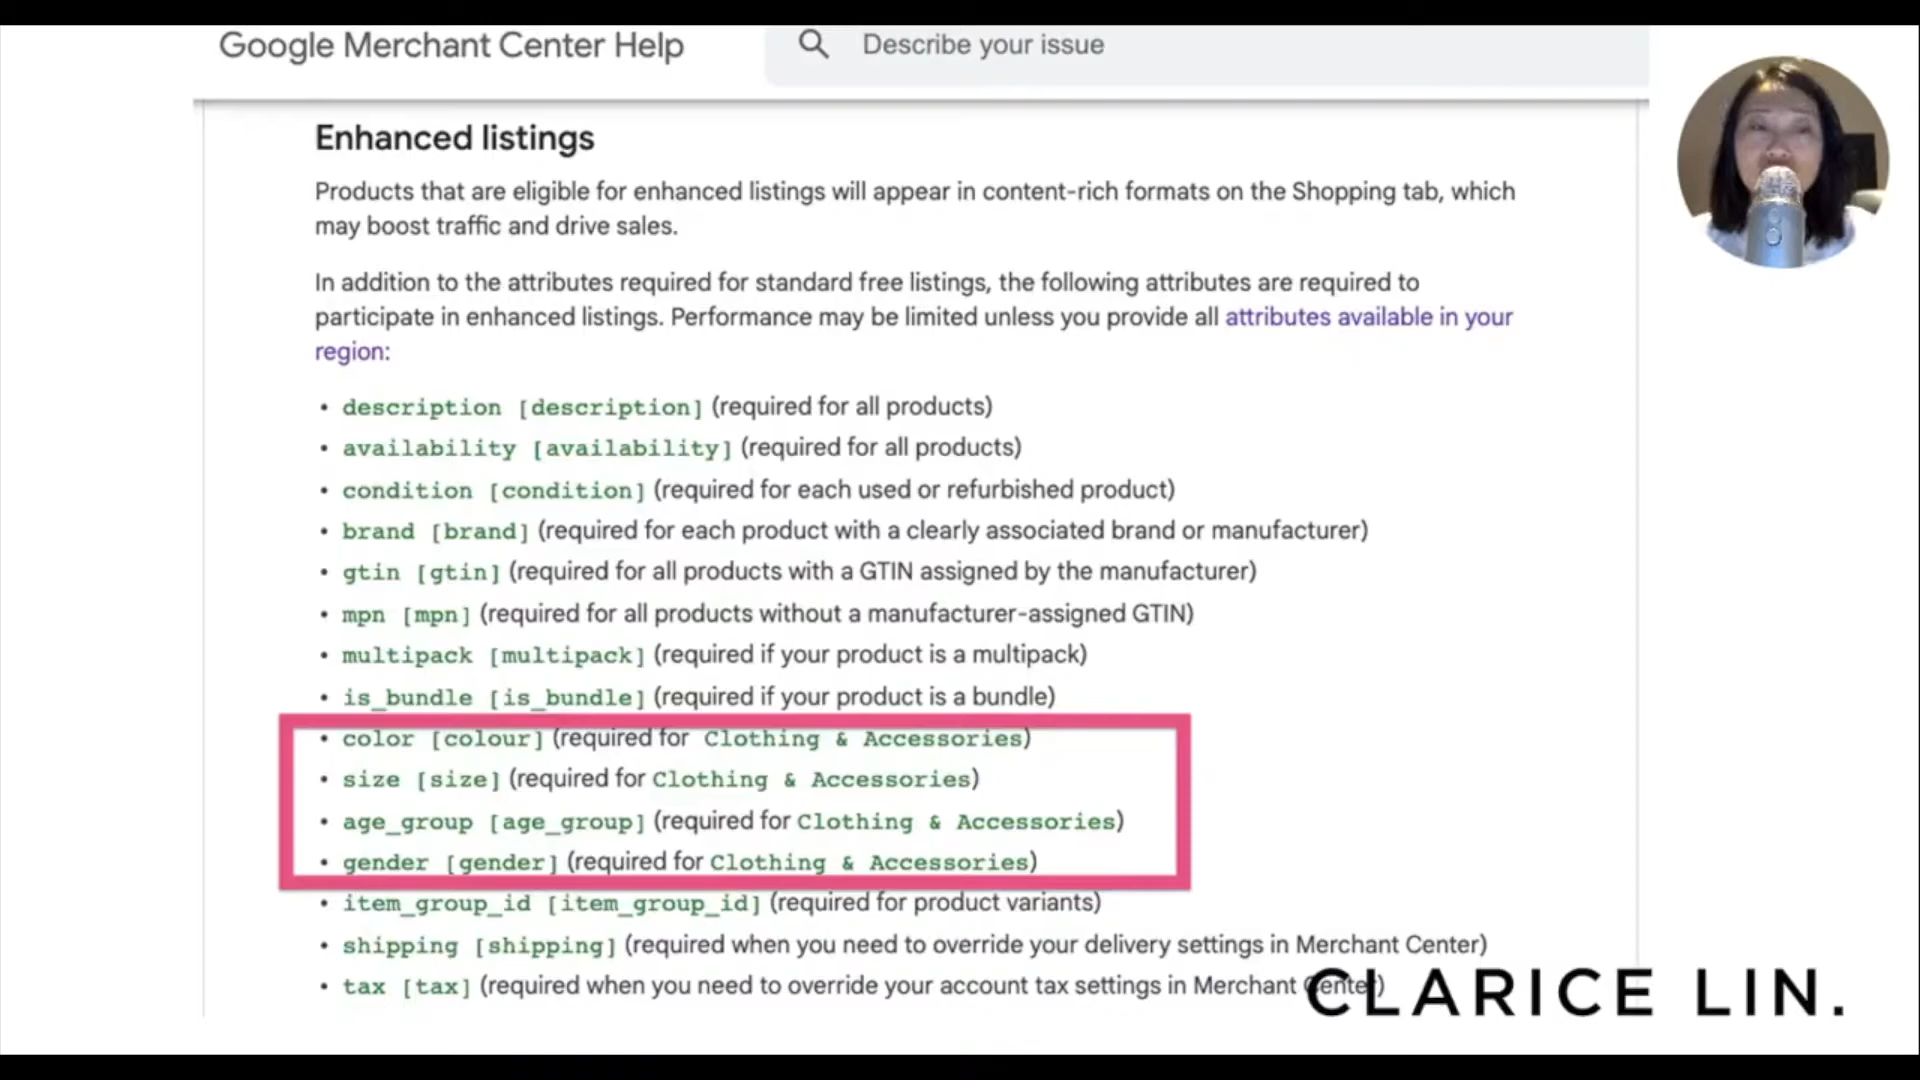 Google Merchant Center Help
Describe your issue
Enhanced listings
Products that are eligible for enhanced listings will appear in content-rich formats on the Shopping tab, which
may boost traffic and drive sales.
In addition to the attributes required for standard free listings, the following attributes are required to
participate in enhanced listings. Performance may be limited unless you provide all attributes available in your
region:
• description [description] (required for all products)
• availability [availability] (required for all products)
• condition [condition] (required for each used or refurbished product)
• brand [brand] (required for each product with a clearly associated brand or manufacturer)
• gtin [gtin] (required for all products with a GTIN assigned by the manufacturer)
• mpn [mpn] (required for all products without a manufacturer-assigned GTIN)
• multipack [multipack] (required if your product is a multipack)
• is_bundle [is_bundle] (required if your product is a bundle)
• color [colour] (required for Clothing & Accessories)
• size [size] (required for Clothing & Accessories)
• age_group [age_group] (required for Clothing & Accessories)
• gender [gender] (required for Clothing & Accessories)
• item_group_id [item_group_id] (required for product variants)
• shipping [shipping] (required when you need to override your delivery settings in Merchant Center)
• tax [tax] (required when you need to override your account tax settings in Merchant Center)
CLARICE LIN.